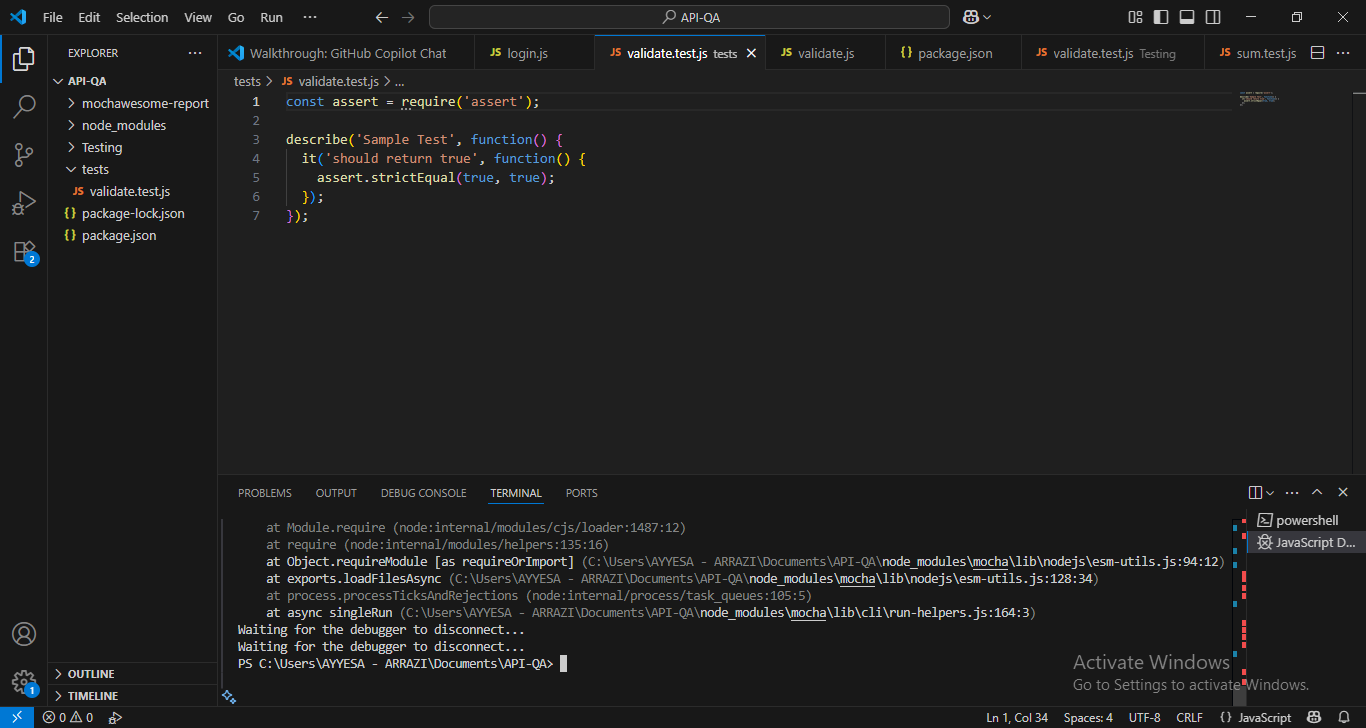 File Edit Selection View Go Run ··· API-QA
EXPLORER ···
API-QA
mochawesome-report
node_modules
Testing
tests
JS validate.test.js
{} package-lock.json
{} package.json
OUTLINE
TIMELINE
2
1
Walkthrough: GitHub Copilot Chat JS login.js JS validate.test.js tests JS validate.js {} package.json JS validate.test.js Testing JS sum.test.js ···
tests > JS validate.test.js > ...
1 const assert = require('assert');
2
3 describe('Sample Test', function() {
4 it('should return true', function() {
5 assert.strictEqual(true, true);
6 });
7 });
PROBLEMS OUTPUT DEBUG CONSOLE TERMINAL PORTS
at Module.require (node:internal/modules/cjs/loader:1487:12)
at require (node:internal/modules/helpers:135:16)
at Object.requireModule [as requireOrImport] (C:\Users\AYYESA - ARRAZI\Documents\API-QA\node_modules\mocha\lib\nodejs\esm-utils.js:94:12)
at exports.loadFilesAsync (C:\Users\AYYESA - ARRAZI\Documents\API-QA\node_modules\mocha\lib\nodejs\esm-utils.js:128:34)
at process.processTicksAndRejections (node:internal/process/task_queues:105:5)
at async singleRun (C:\Users\AYYESA - ARRAZI\Documents\API-QA\node_modules\mocha\lib\cli\run-helpers.js:164:3)
Waiting for the debugger to disconnect...
Waiting for the debugger to disconnect...
PS C:\Users\AYYESA - ARRAZI\Documents\API-QA>
powershell
JavaScript D...
Activate Windows
Go to Settings to activate Windows.
0 0 Ln 1, Col 34 Spaces: 4 UTF-8 CRLF {} JavaScript